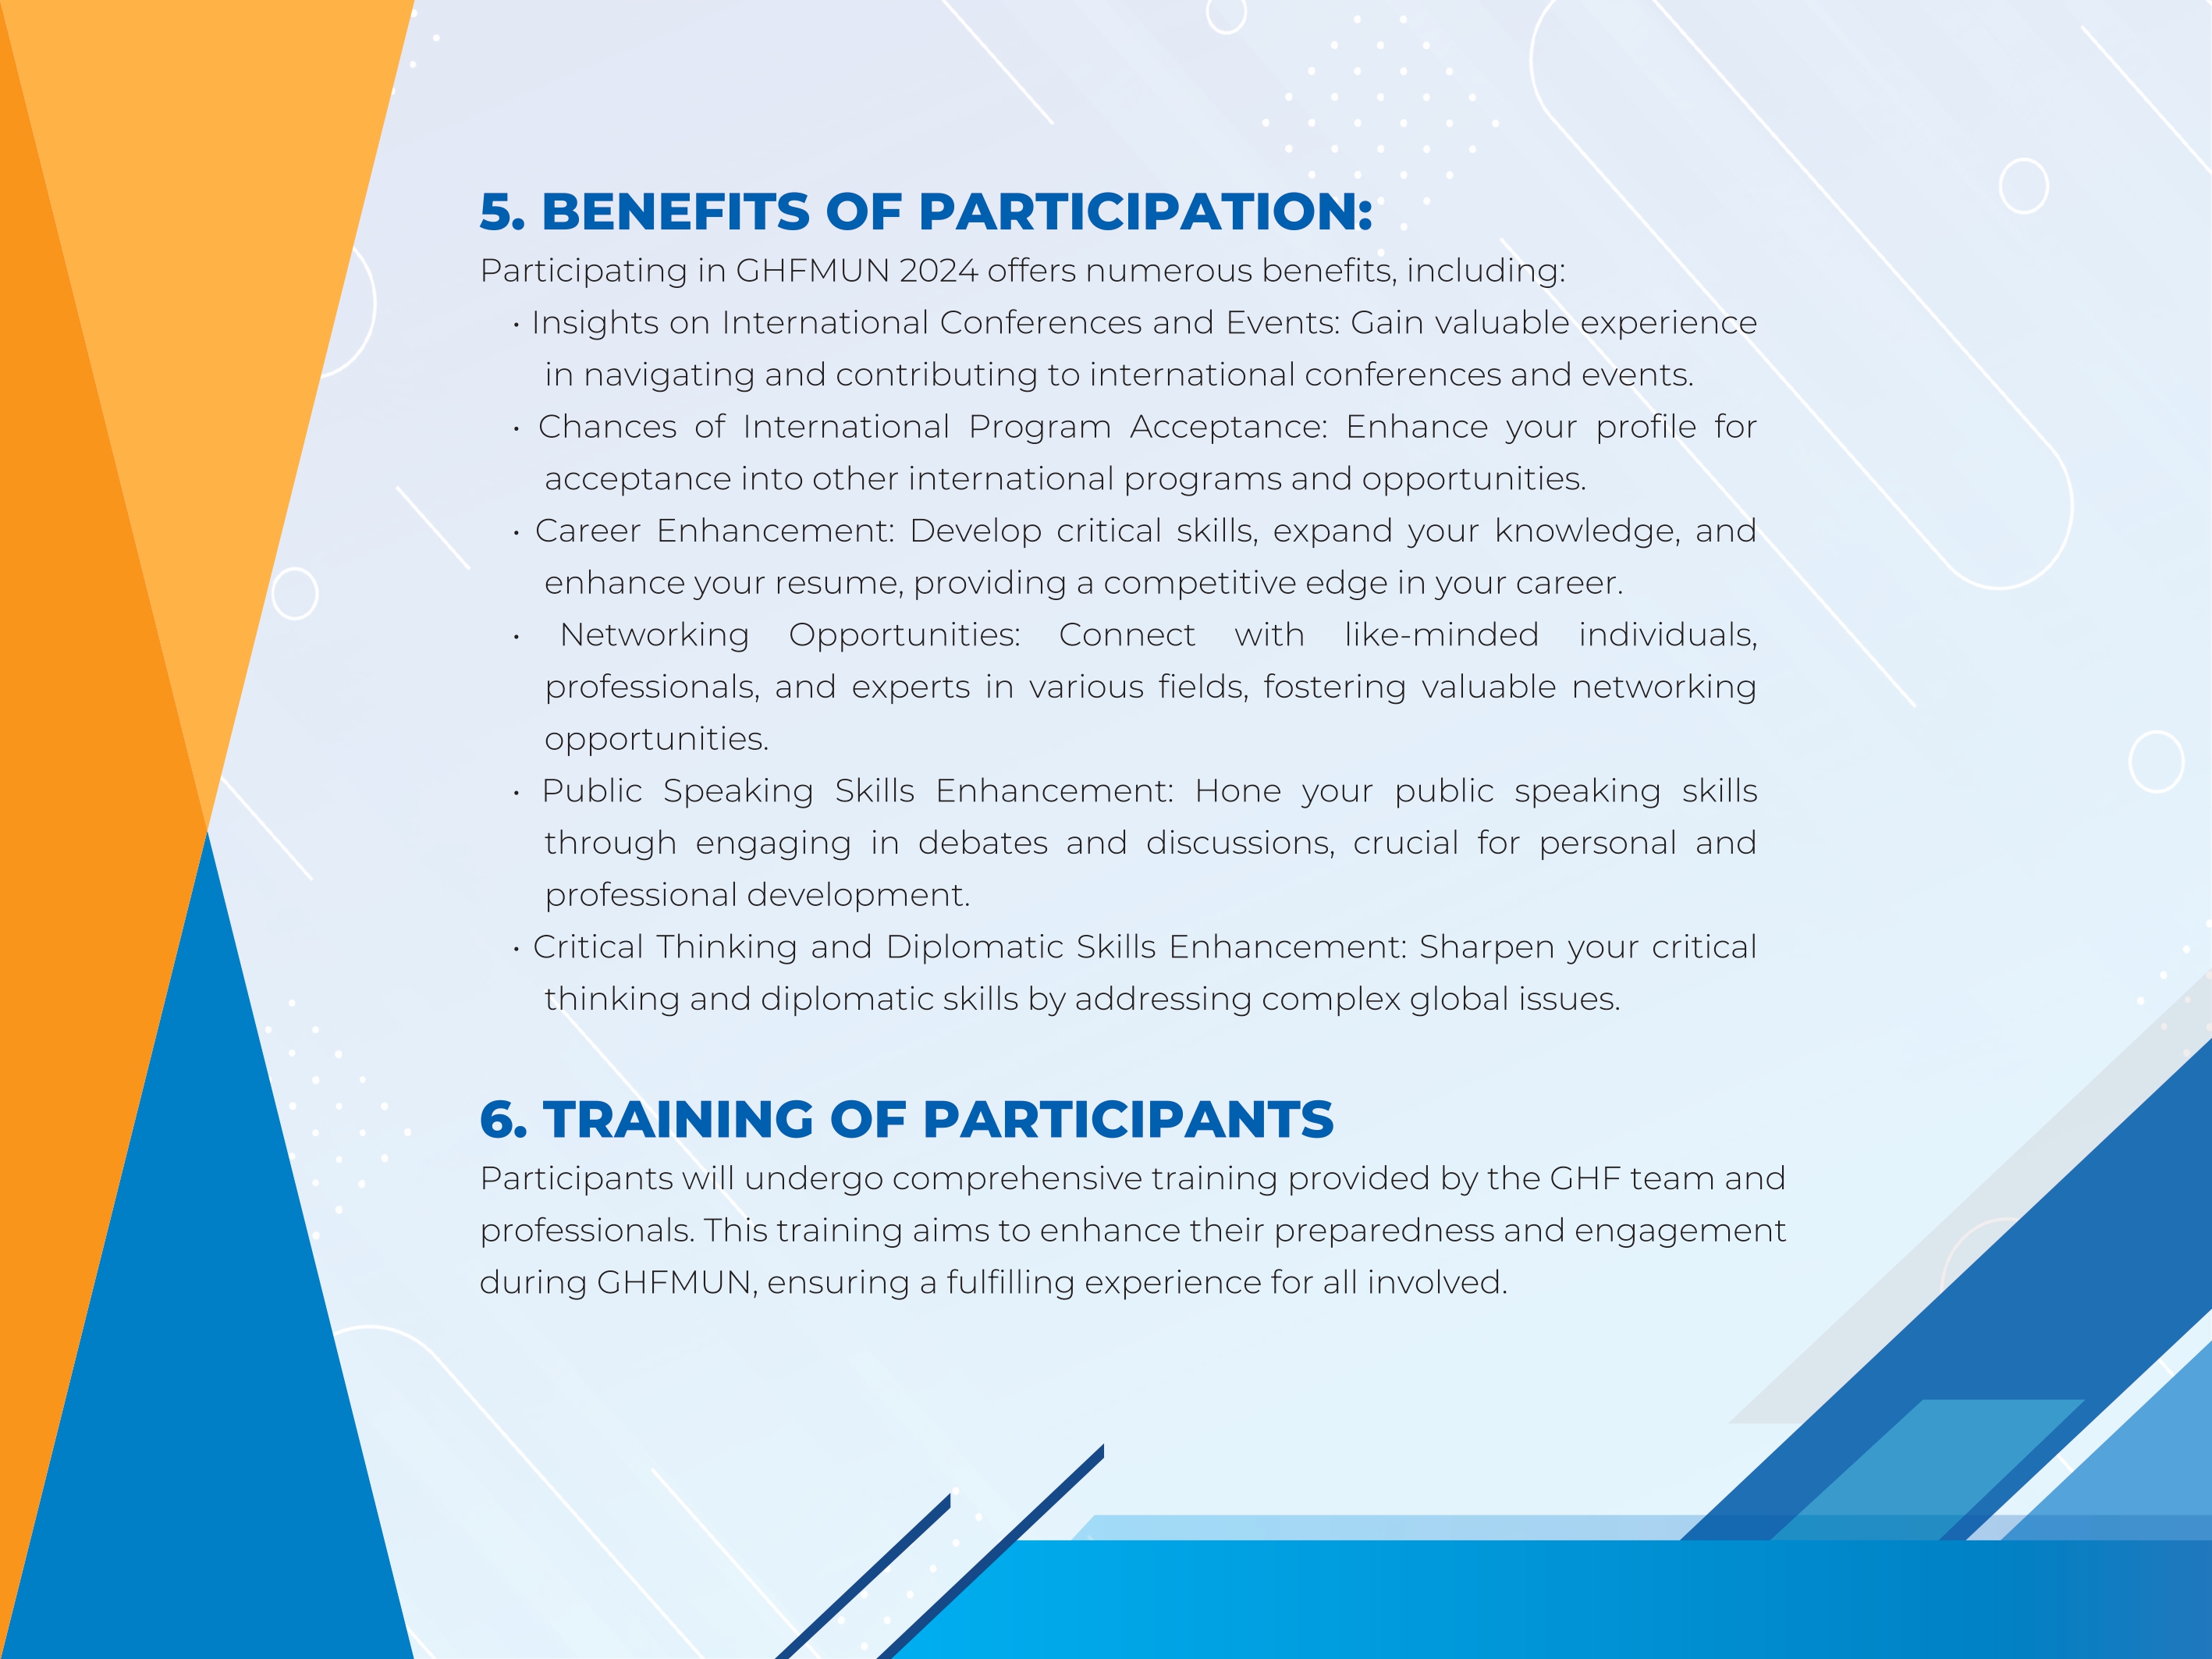 5. BENEFITS OF PARTICIPATION:
Participating in GHFMUN 2024 offers numerous benefits, including:
• Insights on International Conferences and Events: Gain valuable experience
in navigating and contributing to international conferences and events.
• Chances of International Program Acceptance: Enhance your profile for
acceptance into other international programs and opportunities.
• Career Enhancement: Develop critical skills, expand your knowledge, and
enhance your resume, providing a competitive edge in your career.
• Networking Opportunities: Connect with like-minded individuals,
professionals, and experts in various fields, fostering valuable networking
opportunities.
• Public Speaking Skills Enhancement: Hone your public speaking skills
through engaging in debates and discussions, crucial for personal and
professional development.
• Critical Thinking and Diplomatic Skills Enhancement: Sharpen your critical
thinking and diplomatic skills by addressing complex global issues.
6. TRAINING OF PARTICIPANTS
Participants will undergo comprehensive training provided by the GHF team and
professionals. This training aims to enhance their preparedness and engagement
during GHFMUN, ensuring a fulfilling experience for all involved.